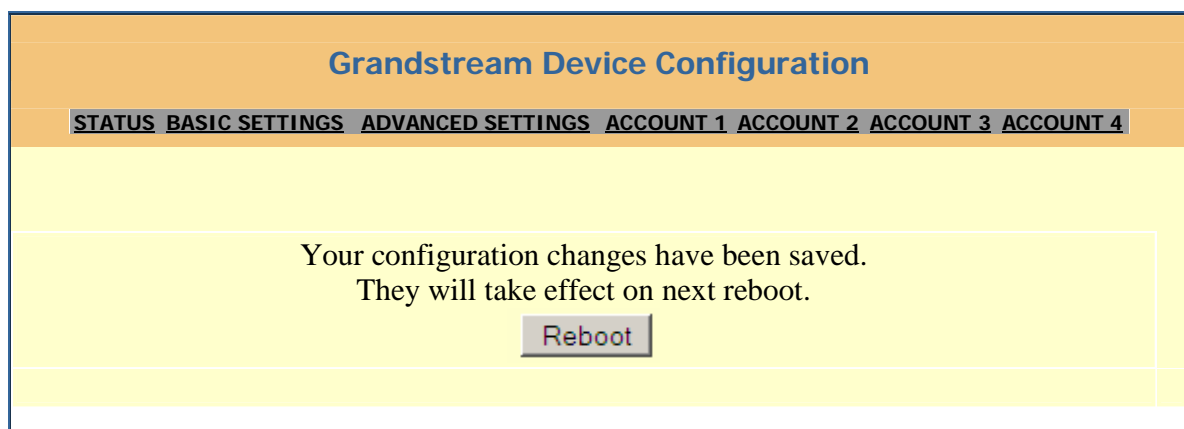 Grandstream Device Configuration
STATUS BASIC SETTINGS ADVANCED SETTINGS ACCOUNT 1 ACCOUNT 2 ACCOUNT 3 ACCOUNT 4
Your configuration changes have been saved.
They will take effect on next reboot.
Reboot